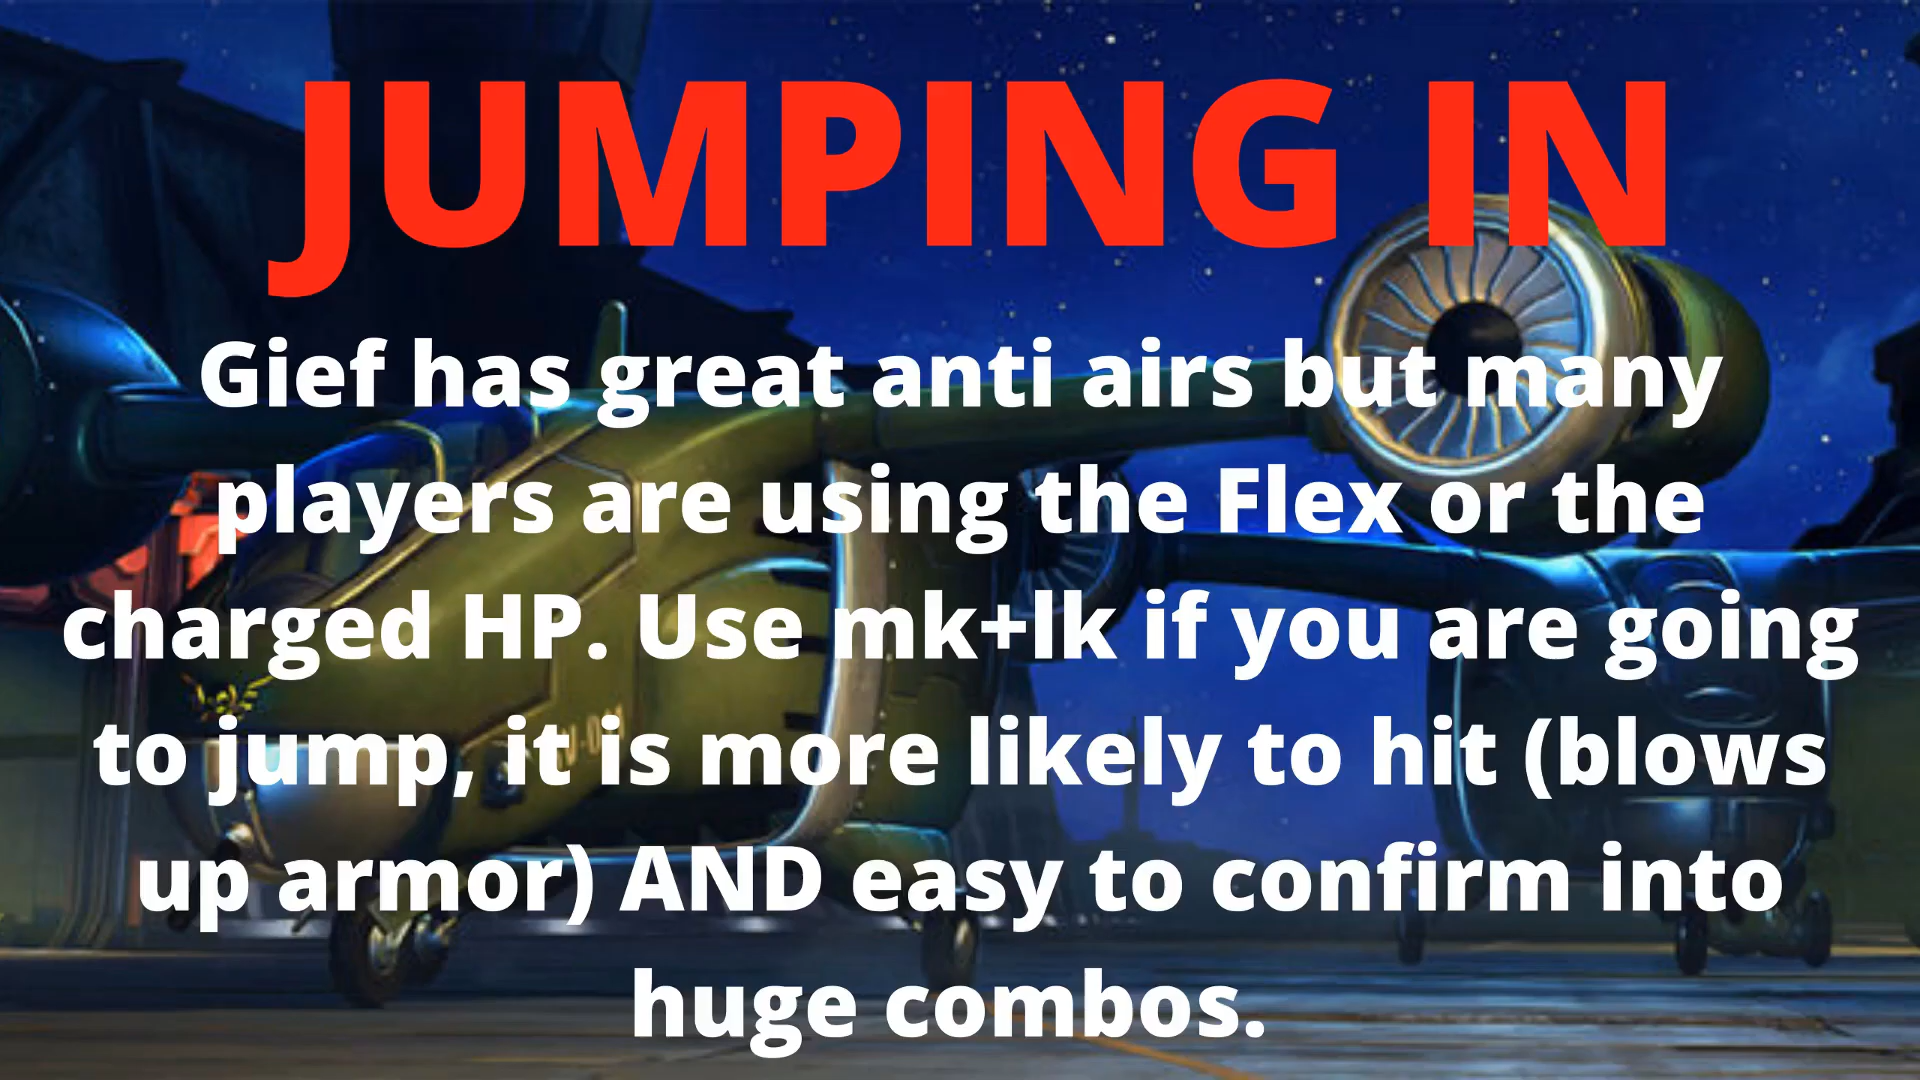 JUMPING IN
Gief has great anti airs but many
players are using the Flex or the
charged HP. Use mk+lk if you are going
to jump, it is more likely to hit (blows
up armor) AND easy to confirm into
huge combos.